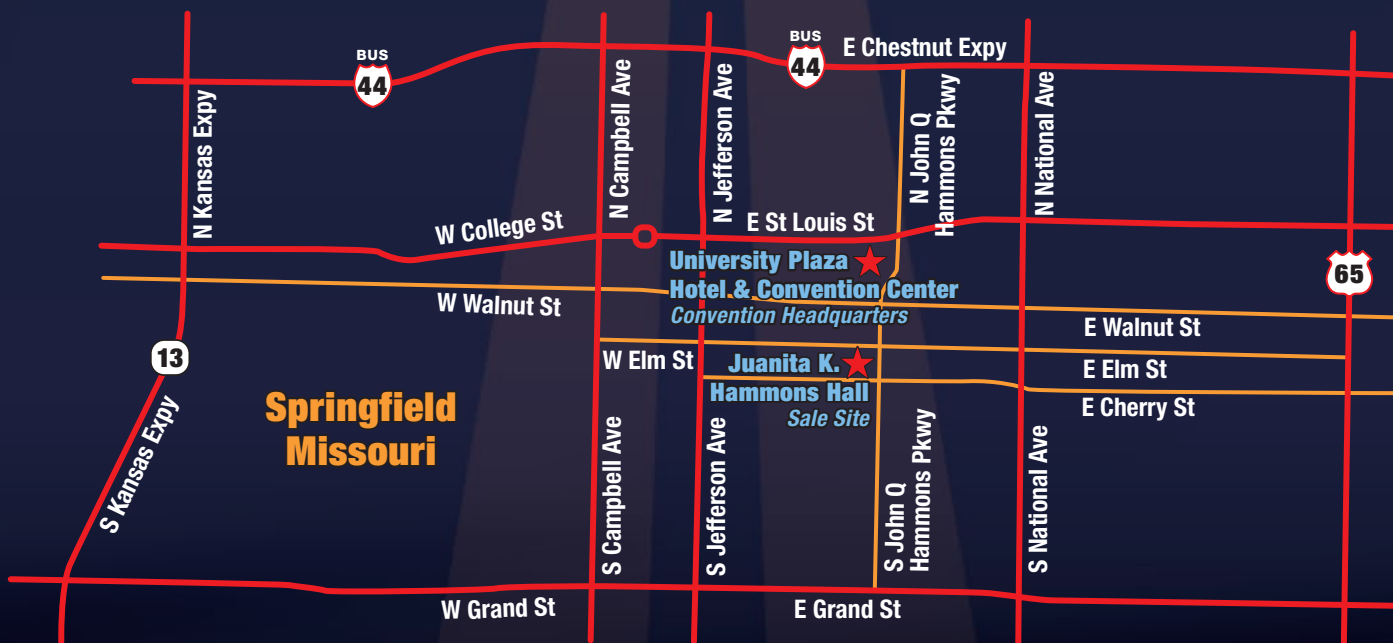 BUS
44
BUS
44
E Chestnut Expy
N Kansas Expy
N Campbell Ave
N Jefferson Ave
N John Q
Hammons Pkwy
N National Ave
W College St
E St Louis St
University Plaza
Hotel & Convention Center
Convention Headquarters
65
W Walnut St
E Walnut St
13
W Elm St
Juanita K.
Hammons Hall
Sale Site
E Elm St
E Cherry St
Springfield
Missouri
S Kansas Expy
S Campbell Ave
S Jefferson Ave
S John Q
Hammons Pkwy
S National Ave
W Grand St
E Grand St